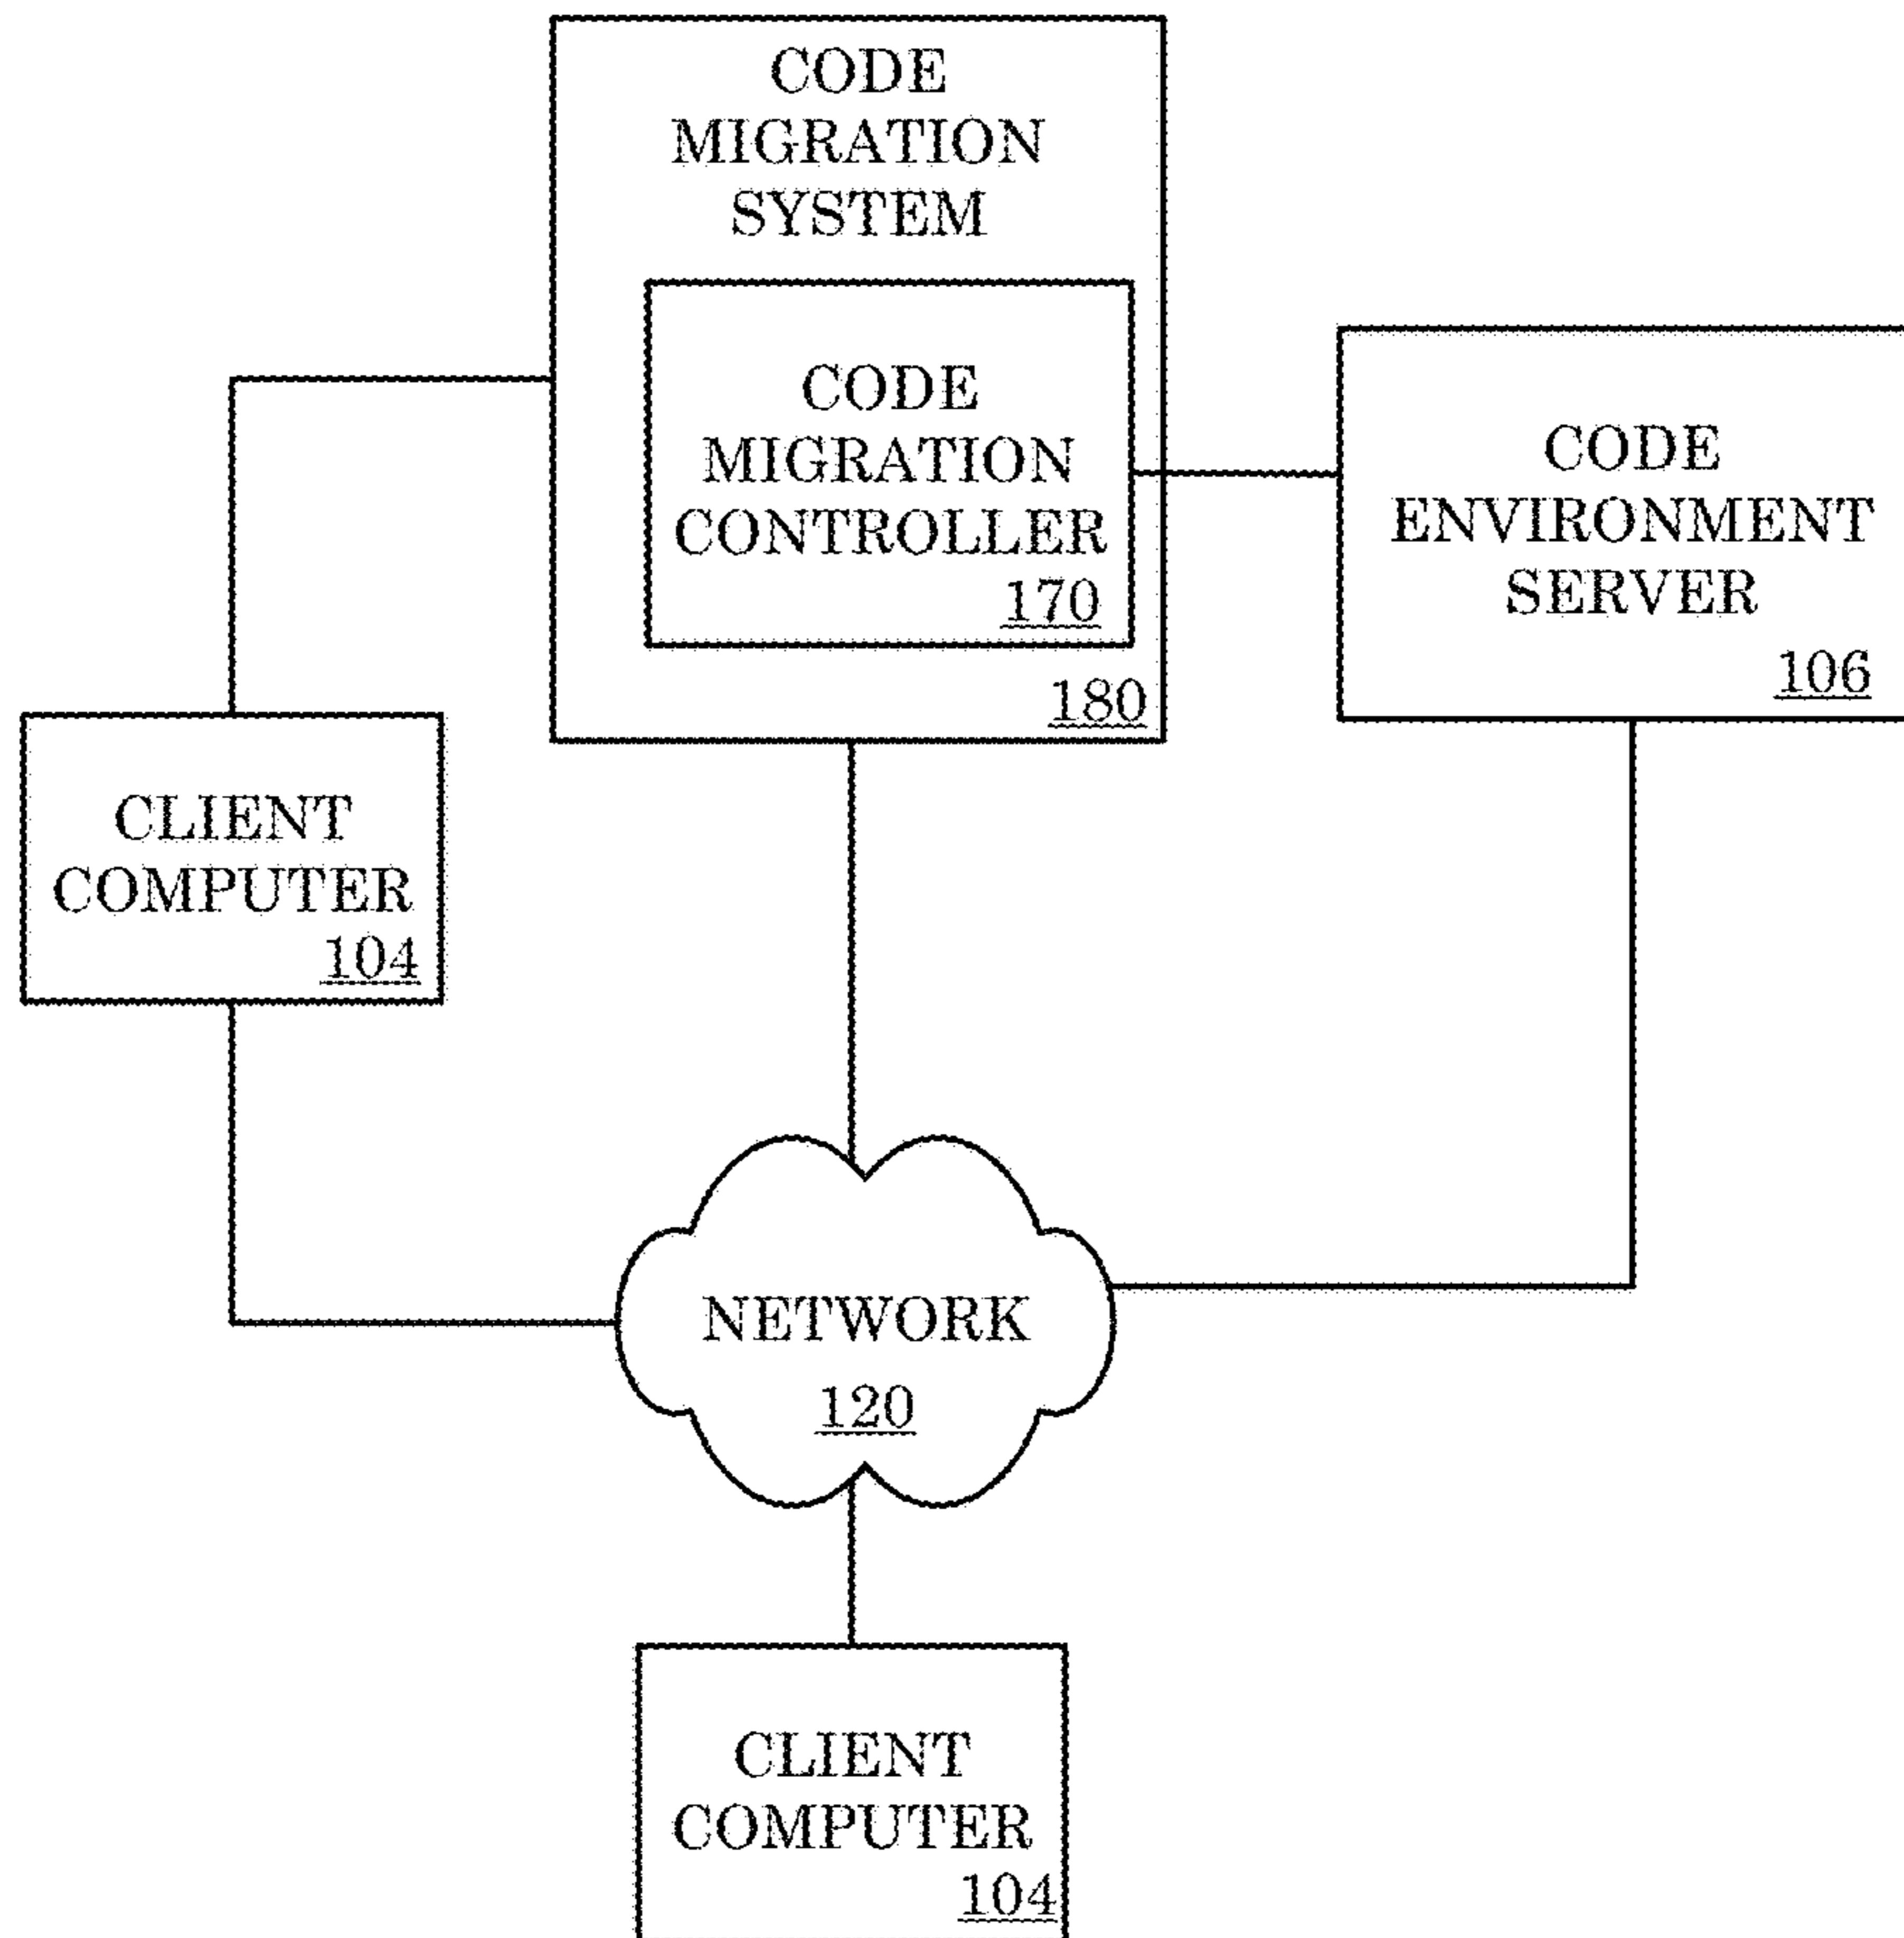 CODE
MIGRATION
SYSTEM
CODE
MIGRATION
CONTROLLER
170
180
CODE
ENVIRONMENT
SERVER
106
CLIENT
COMPUTER
104
NETWORK
120
CLIENT
COMPUTER
104